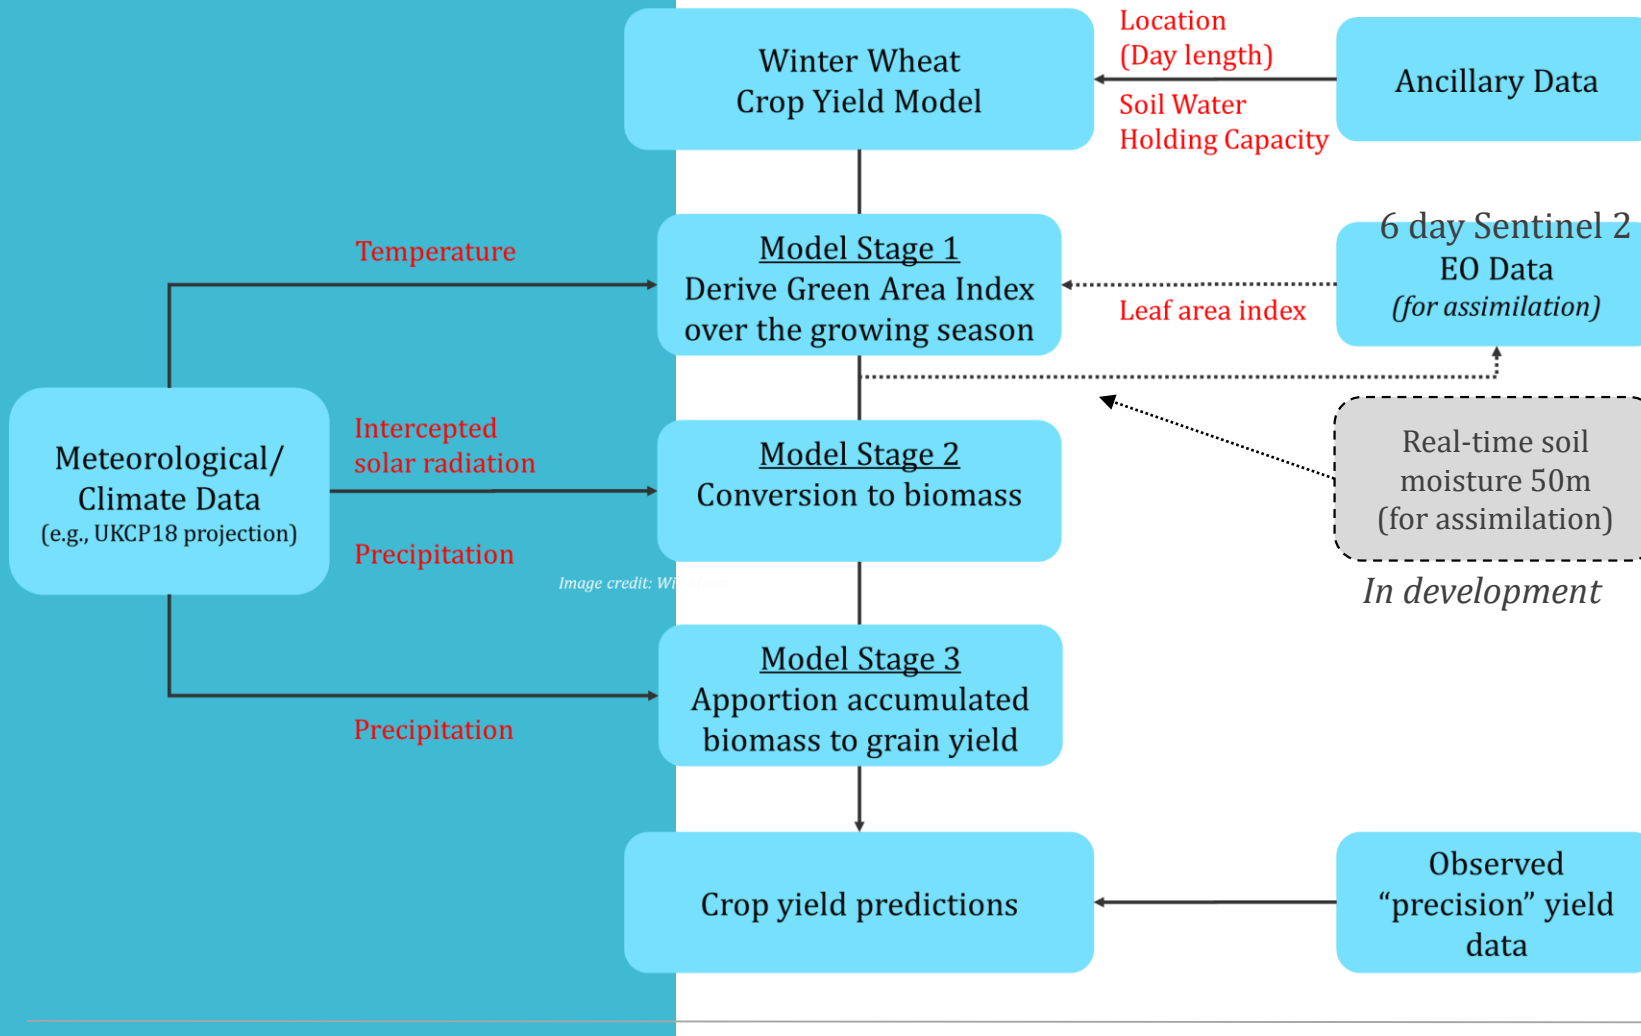 Winter Wheat
Crop Yield Model
Location
(Day length)
Soil Water
Holding Capacity
Ancillary Data
Temperature
Model Stage 1
Derive Green Area Index
over the growing season
Leaf area index
6 day Sentinel 2
EO Data
(for assimilation)
Meteorological/
Climate Data
(e.g., UKCP18 projection)
Intercepted
solar radiation
Precipitation
Model Stage 2
Conversion to biomass
Real-time soil
moisture 50m
(for assimilation)
In development
Image credit:
Precipitation
Model Stage 3
Apportion accumulated
biomass to grain yield
Crop yield predictions
Observed
“precision” yield
data